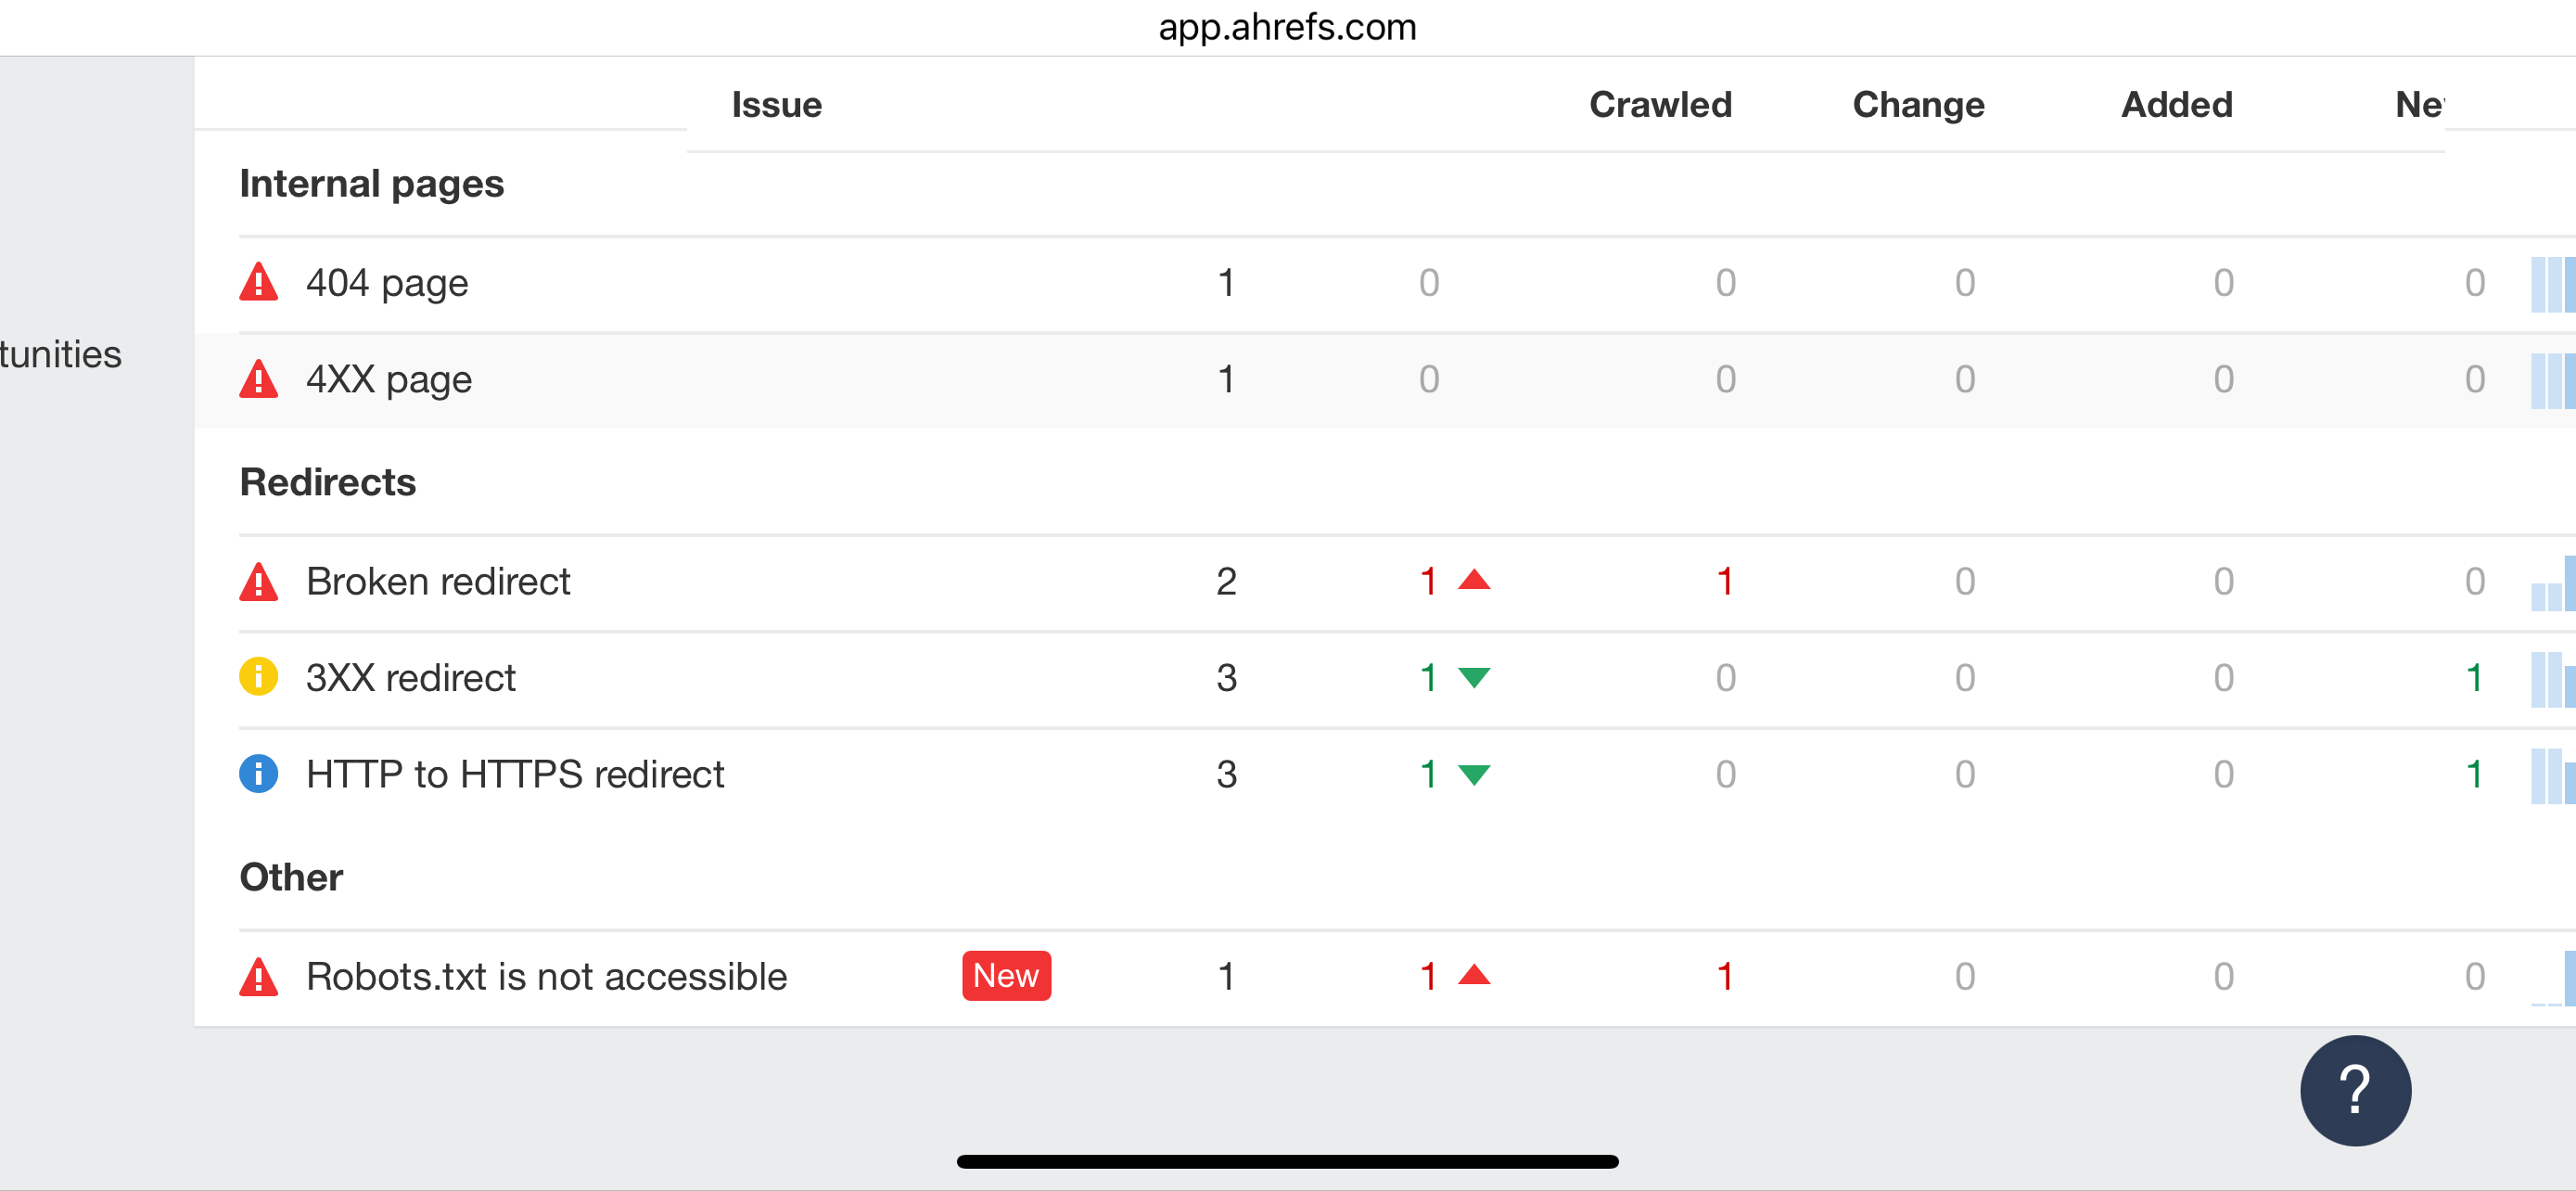 app.ahrefs.com
Issue Crawled Change Added Ne
Internal pages
404 page 1 0 0 0 0 0
tunities
4XX page 1 0 0 0 0 0
Redirects
Broken redirect 2 1 1 0 0 0
3XX redirect 3 1 0 0 0 1
HTTP to HTTPS redirect 3 1 0 0 0 1
Other
Robots.txt is not accessible New 1 1 1 0 0 0
?